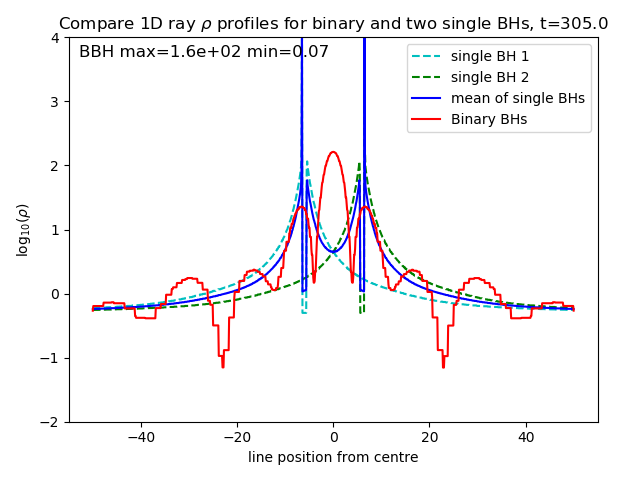 Compare 1D ray ρ profiles for binary and two single BHs, t=305.0
BBH max=1.6e+02 min=0.07
single BH 1
single BH 2
mean of single BHs
Binary BHs
4
3
2
1
0
−1
−2
log₁₀(ρ)
−40 −20 0 20 40
line position from centre